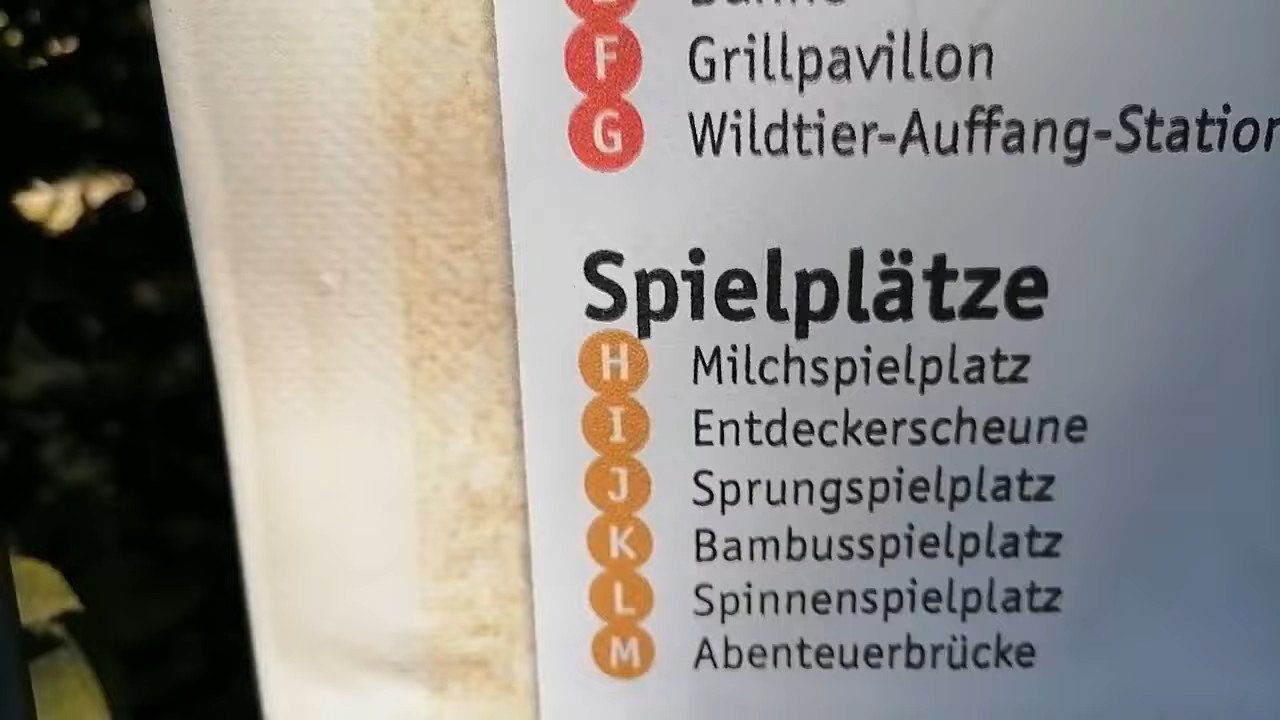 F Grillpavillon
G Wildtier-Auffang-Station
Spielplätze
H Milchspielplatz
I Entdeckerscheune
J Sprungspielplatz
K Bambusspielplatz
L Spinnenspielplatz
M Abenteuerbrücke